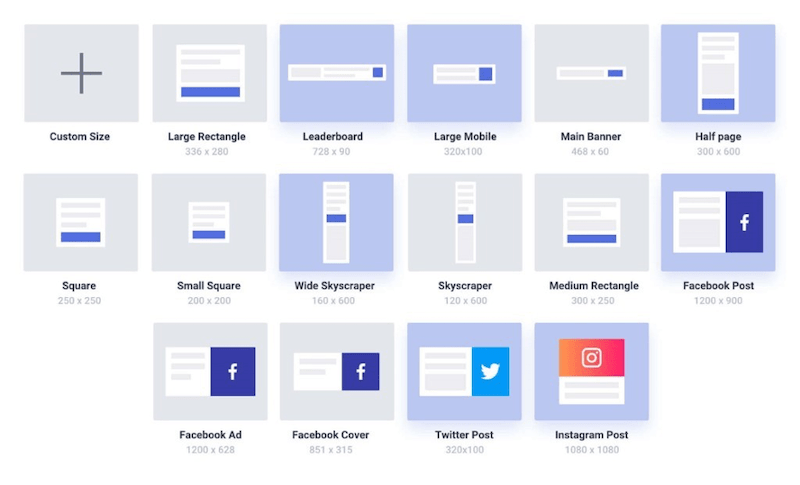 Custom Size
Large Rectangle
336 x 280
Leaderboard
728 x 90
Large Mobile
320x100
Main Banner
468 x 60
Half page
300 x 600
Square
250 x 250
Small Square
200 x 200
Wide Skyscraper
160 x 600
Skyscraper
120 x 600
Medium Rectangle
300 x 250
Facebook Post
1200 x 900
Facebook Ad
1200 x 628
Facebook Cover
851 x 315
Twitter Post
320x100
Instagram Post
1080 x 1080